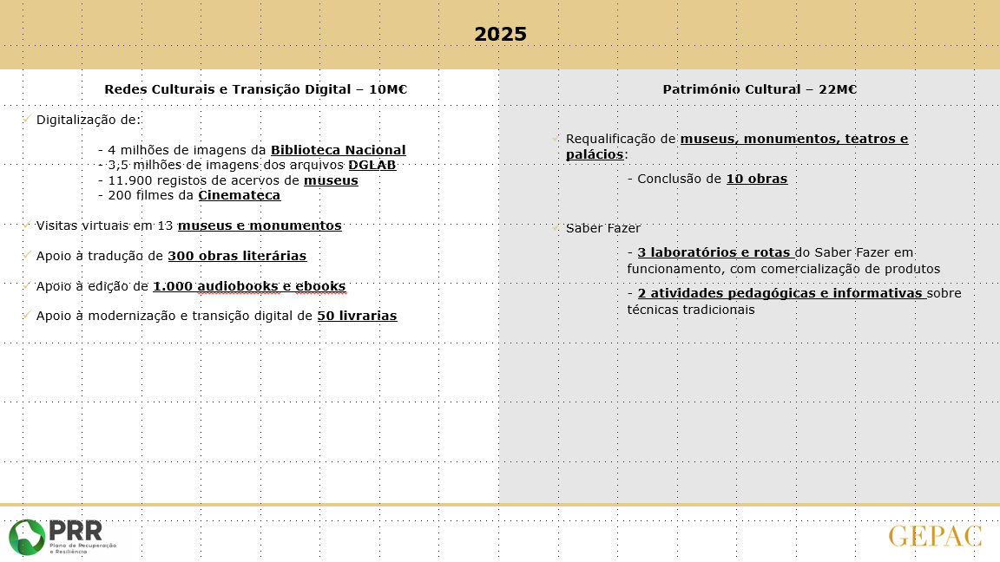 2025
Redes Culturais e Transição Digital – 10M€
✓ Digitalização de:
- 4 milhões de imagens da Biblioteca Nacional
- 3,5 milhões de imagens dos arquivos DGLAB
- 11.900 registos de acervos de museus
- 200 filmes da Cinemateca
✓ Visitas virtuais em 13 museus e monumentos
✓ Apoio à tradução de 300 obras literárias
✓ Apoio à edição de 1.000 audiobooks e ebooks
✓ Apoio à modernização e transição digital de 50 livrarias
Património Cultural – 22M€
✓ Requalificação de museus, monumentos, teatros e
palácios:
- Conclusão de 10 obras
✓ Saber Fazer
- 3 laboratórios e rotas do Saber Fazer em
funcionamento, com comercialização de produtos
- 2 atividades pedagógicas e informativas sobre
técnicas tradicionais
PRR
Plano de Recuperação
e Resiliência
GEPAC